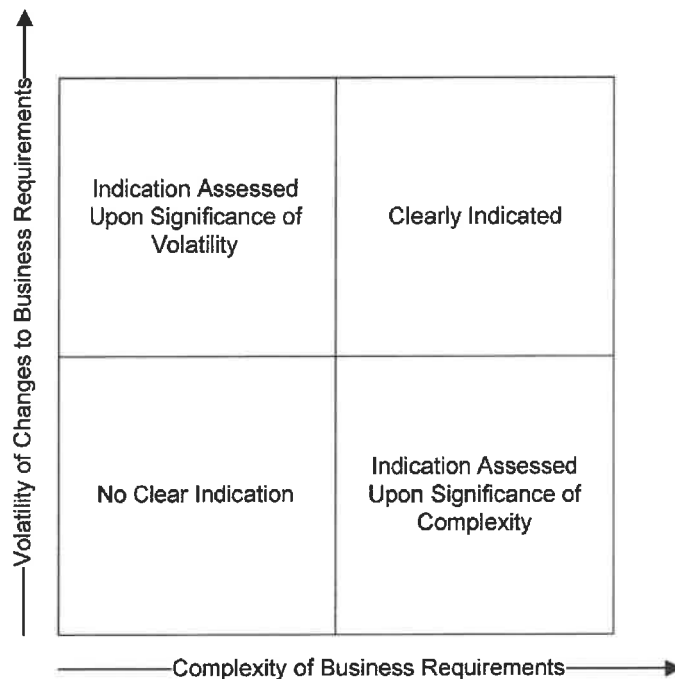 Volatility of Changes to Business Requirements
Indication Assessed
Upon Significance of
Volatility
Clearly Indicated
No Clear Indication
Indication Assessed
Upon Significance of
Complexity
Complexity of Business Requirements